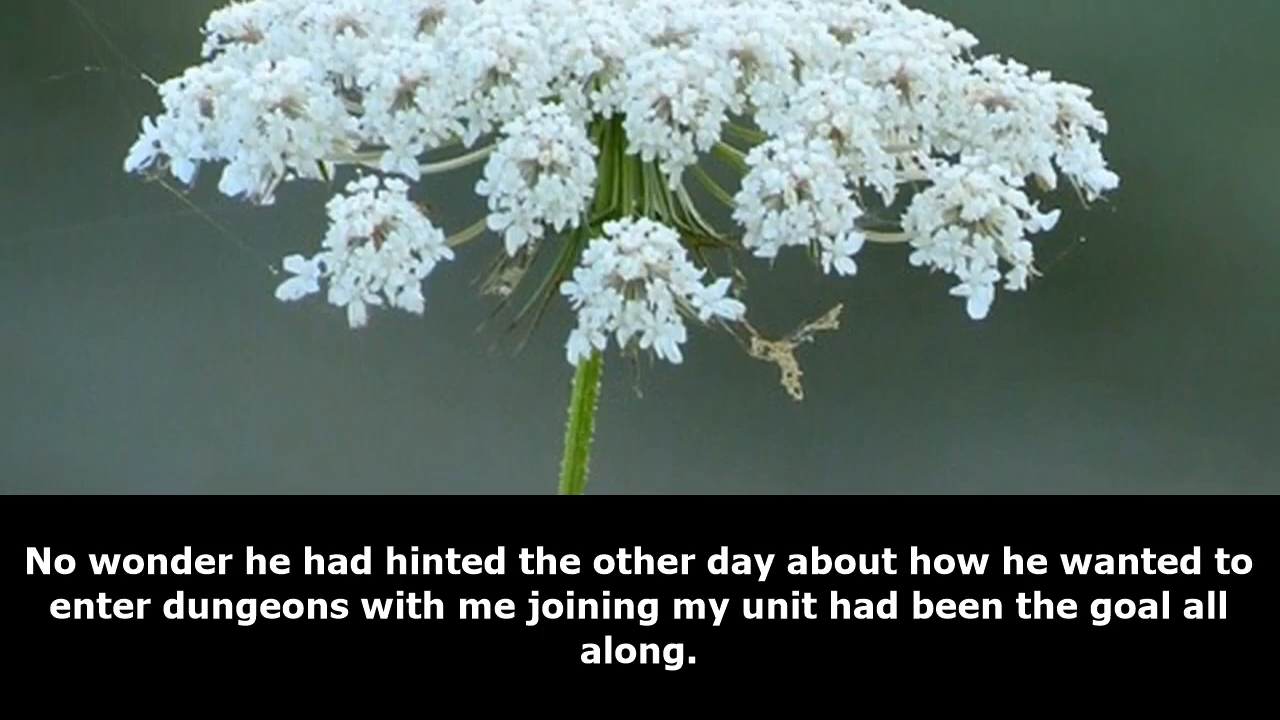 No wonder he had hinted the other day about how he wanted to
enter dungeons with me joining my unit had been the goal all
along.